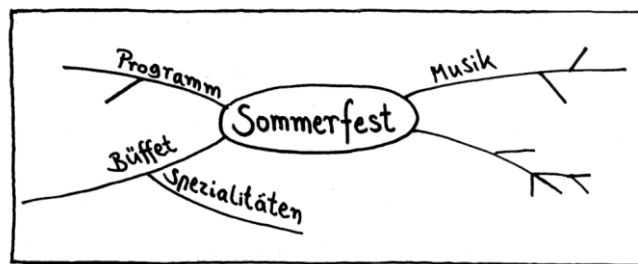 Programm
Musik
Sommerfest
Büffet
Spezialitäten